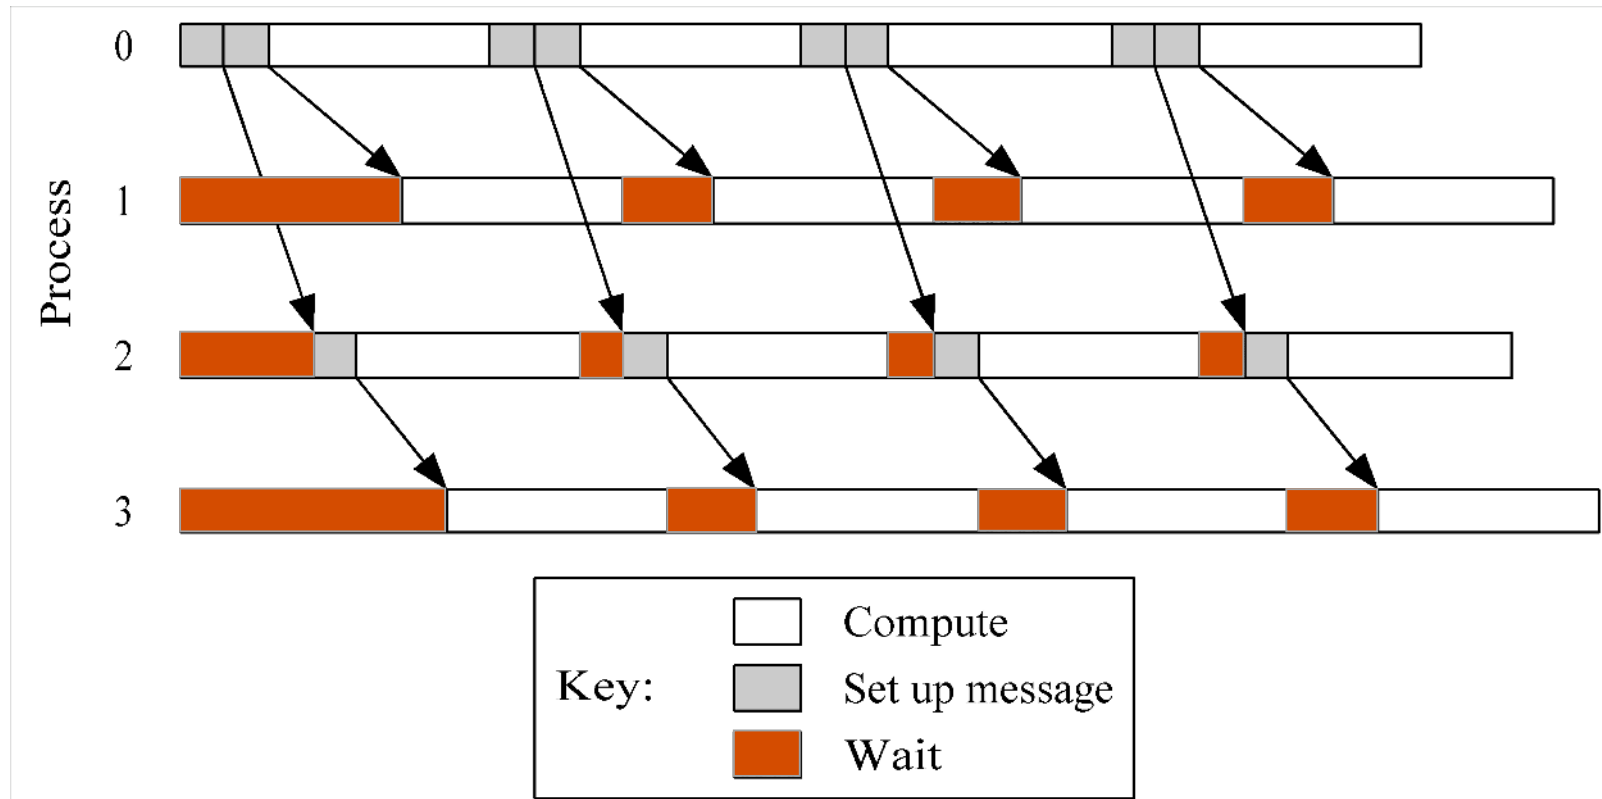 0
1
Process
2
3
Compute
Key:
Set up message
Wait